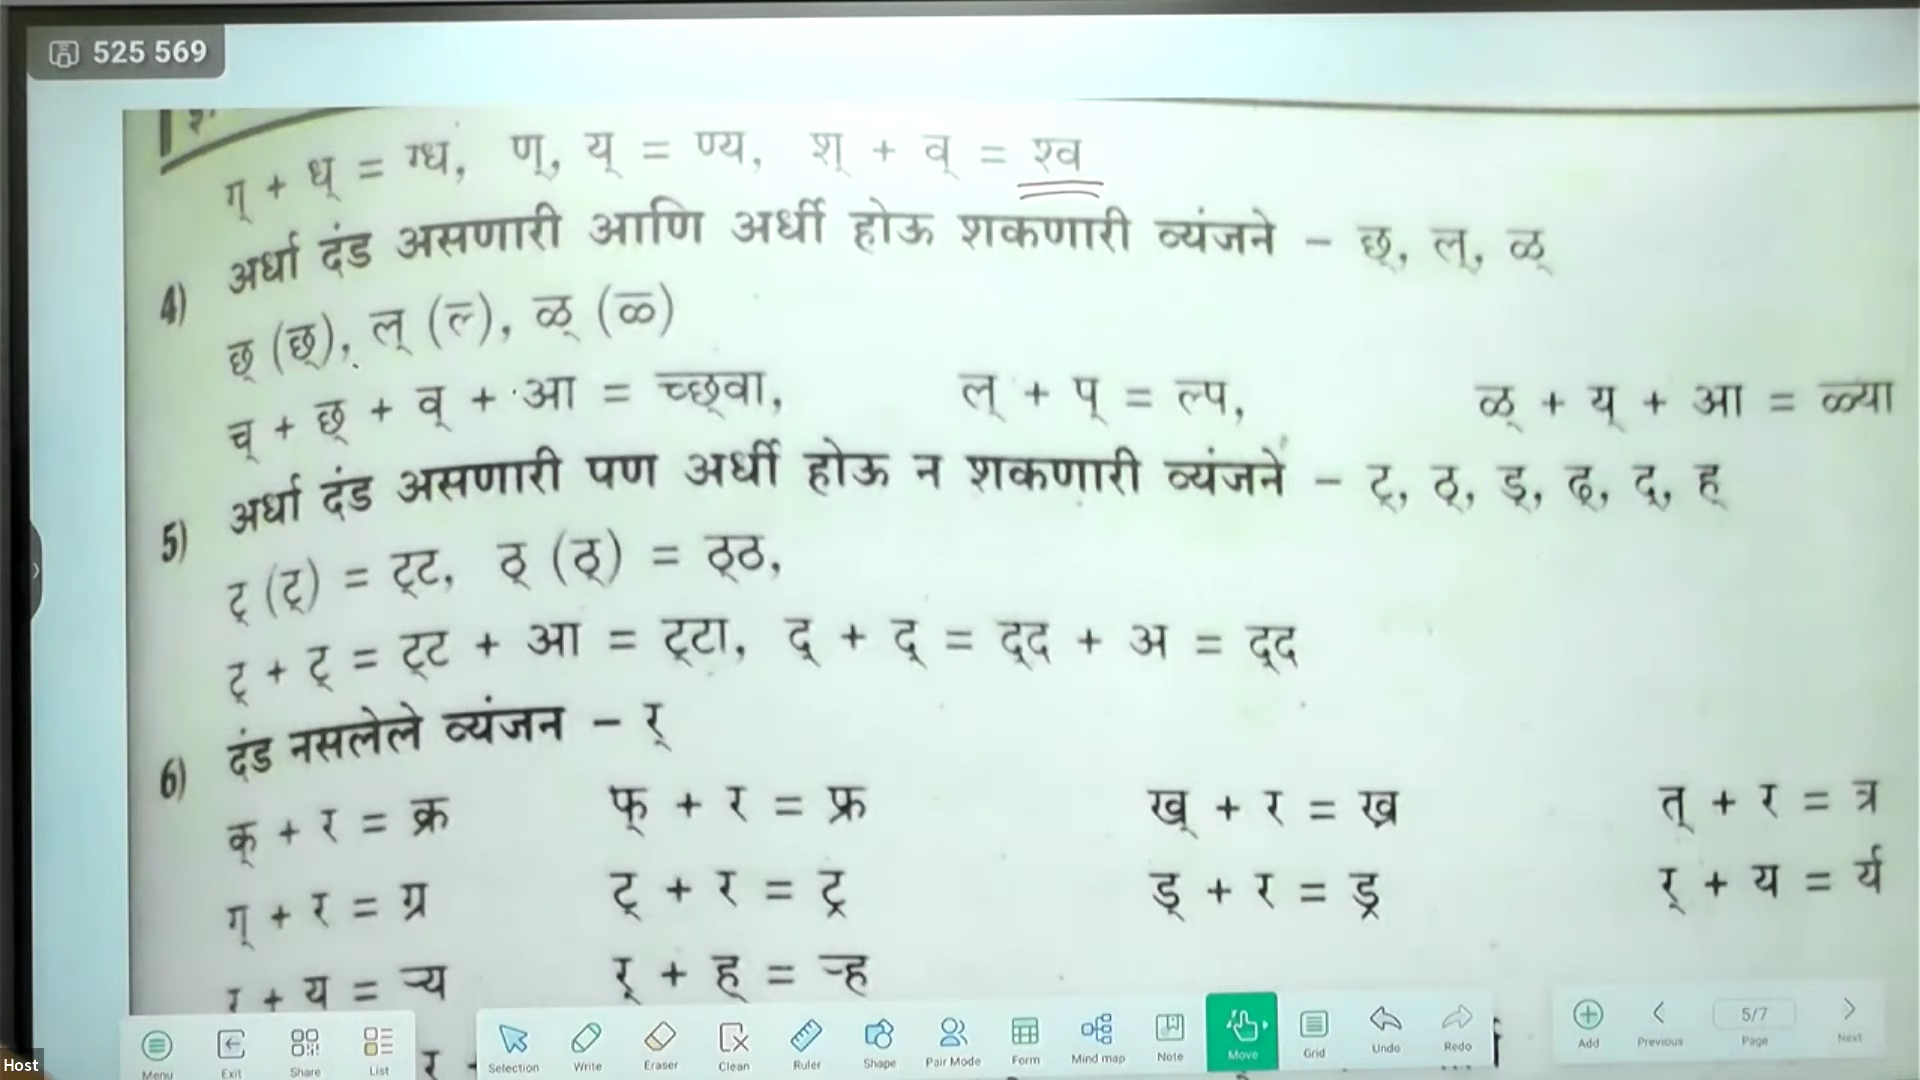 525 569
ग् + ध् = ग्ध, ण्, य् = ण्य, श् + व् = श्व
4) अर्धा दंड असणारी आणि अर्धी होऊ शकणारी व्यंजने – छ्, ल्, ळ्
छ् (छ्), ल् (ल्‍), ळ् (ळ्‍)
च् + छ् + व् + आ = च्छ्वा, ल् + प् = ल्प, ळ् + य् + आ = ळ्या
5) अर्धा दंड असणारी पण अर्धी होऊ न शकणारी व्यंजने – ट्, ठ्, ड्, ढ्, द्, ह्
ट् (ट्) = ट्ट, ठ् (ठ्) = ठ्ठ,
ट् + ट् = ट्ट + आ = ट्टा, द् + द् = द्द + अ = द्द
6) दंड नसलेले व्यंजन – र्
क् + र = क्र फ् + र = फ्र ख् + र = ख्र त् + र = त्र
ग् + र = ग्र ट् + र = ट्र ड् + र = ड्र र् + य = र्य
र + य = ऱ्य र् + ह् = ऱ्ह
Host
Menu Exit Share List Selection Write Eraser Clean Ruler Shape Pair Mode Form Mind map Note Move Grid Undo Redo Add Previous 5/7 Page Next